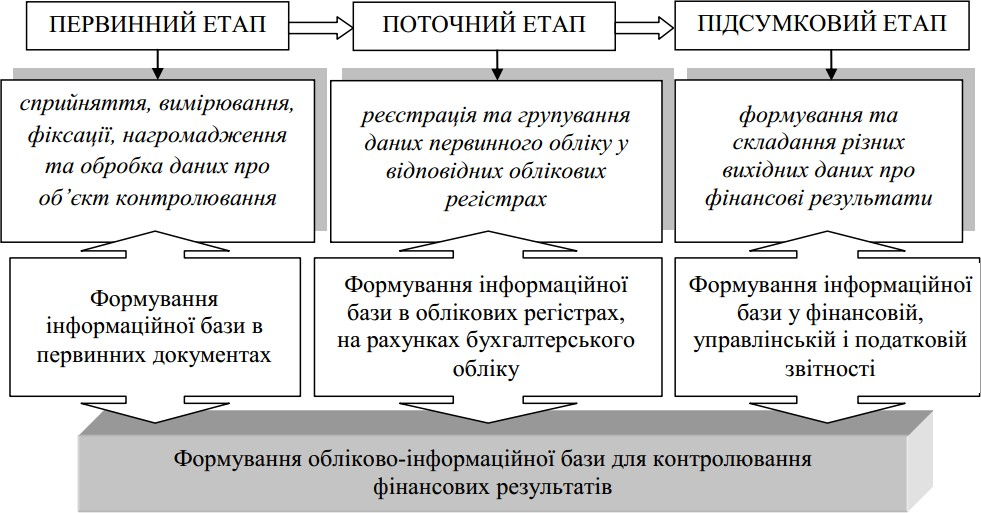 ПЕРВИННИЙ ЕТАП
ПОТОЧНИЙ ЕТАП
ПІДСУМКОВИЙ ЕТАП
сприйняття, вимірювання,
фіксації, нагромадження
та обробка даних про
об’єкт контролювання
реєстрація та групування
даних первинного обліку у
відповідних облікових
регістрах
формування та
складання різних
вихідних даних про
фінансові результати
Формування
інформаційної бази в
первинних документах
Формування інформаційної
бази в облікових регістрах,
на рахунках бухгалтерського
обліку
Формування інформаційної
бази у фінансовій,
управлінській і податковій
звітності
Формування обліково-інформаційної бази для контролювання
фінансових результатів